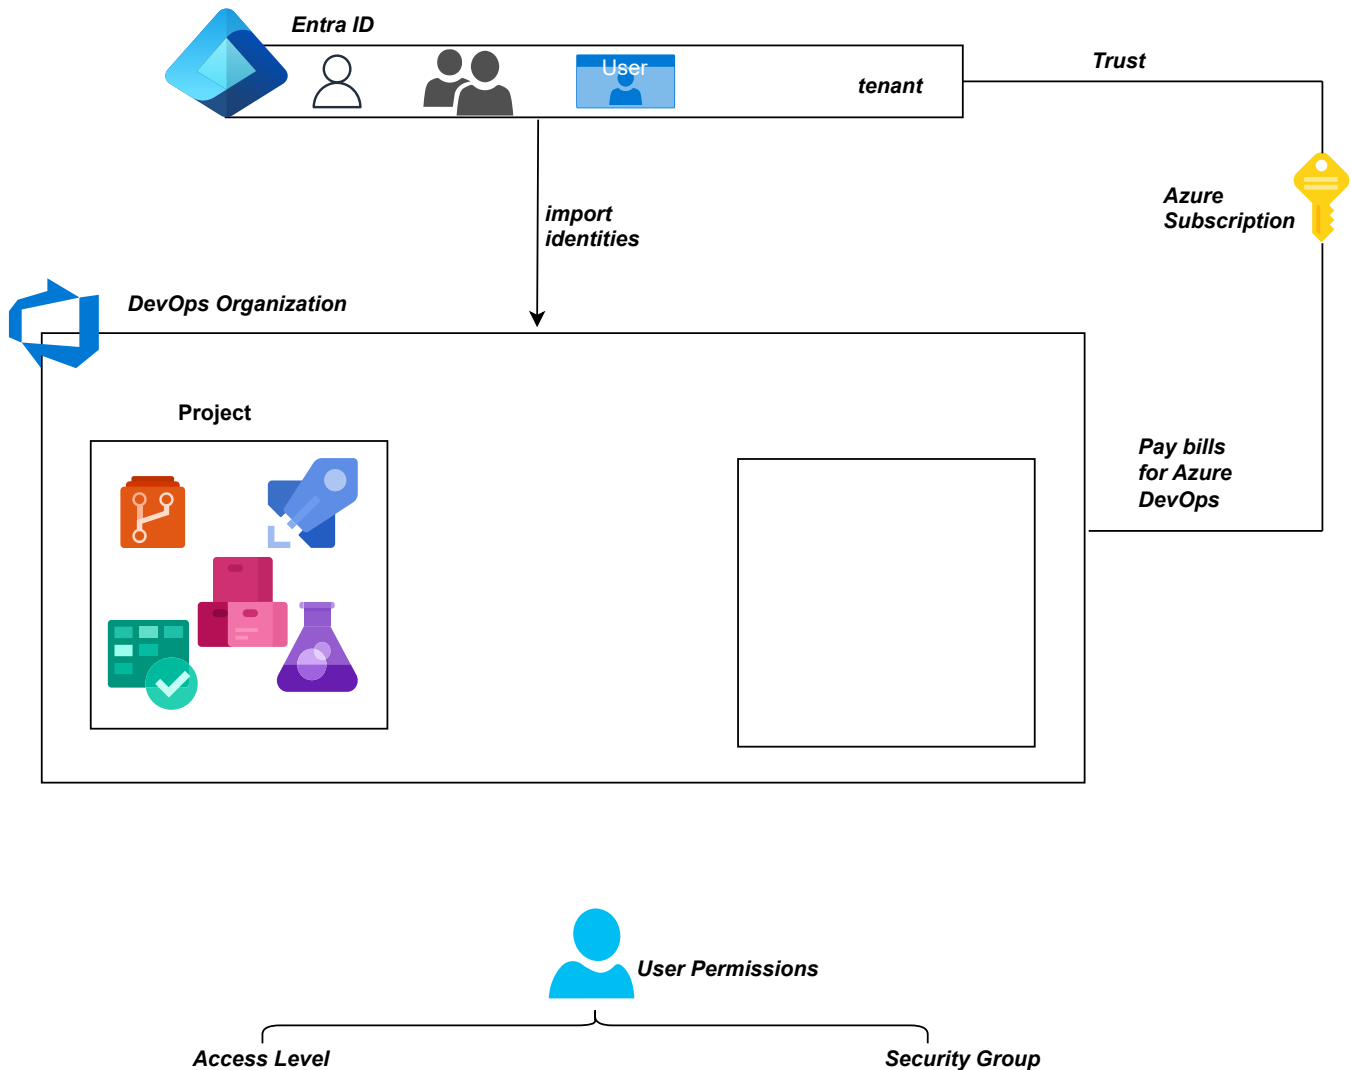 Entra ID
User
tenant
Trust
Azure
Subscription
import
identities
DevOps Organization
Project
Pay bills
for Azure
DevOps
User Permissions
Access Level
Security Group